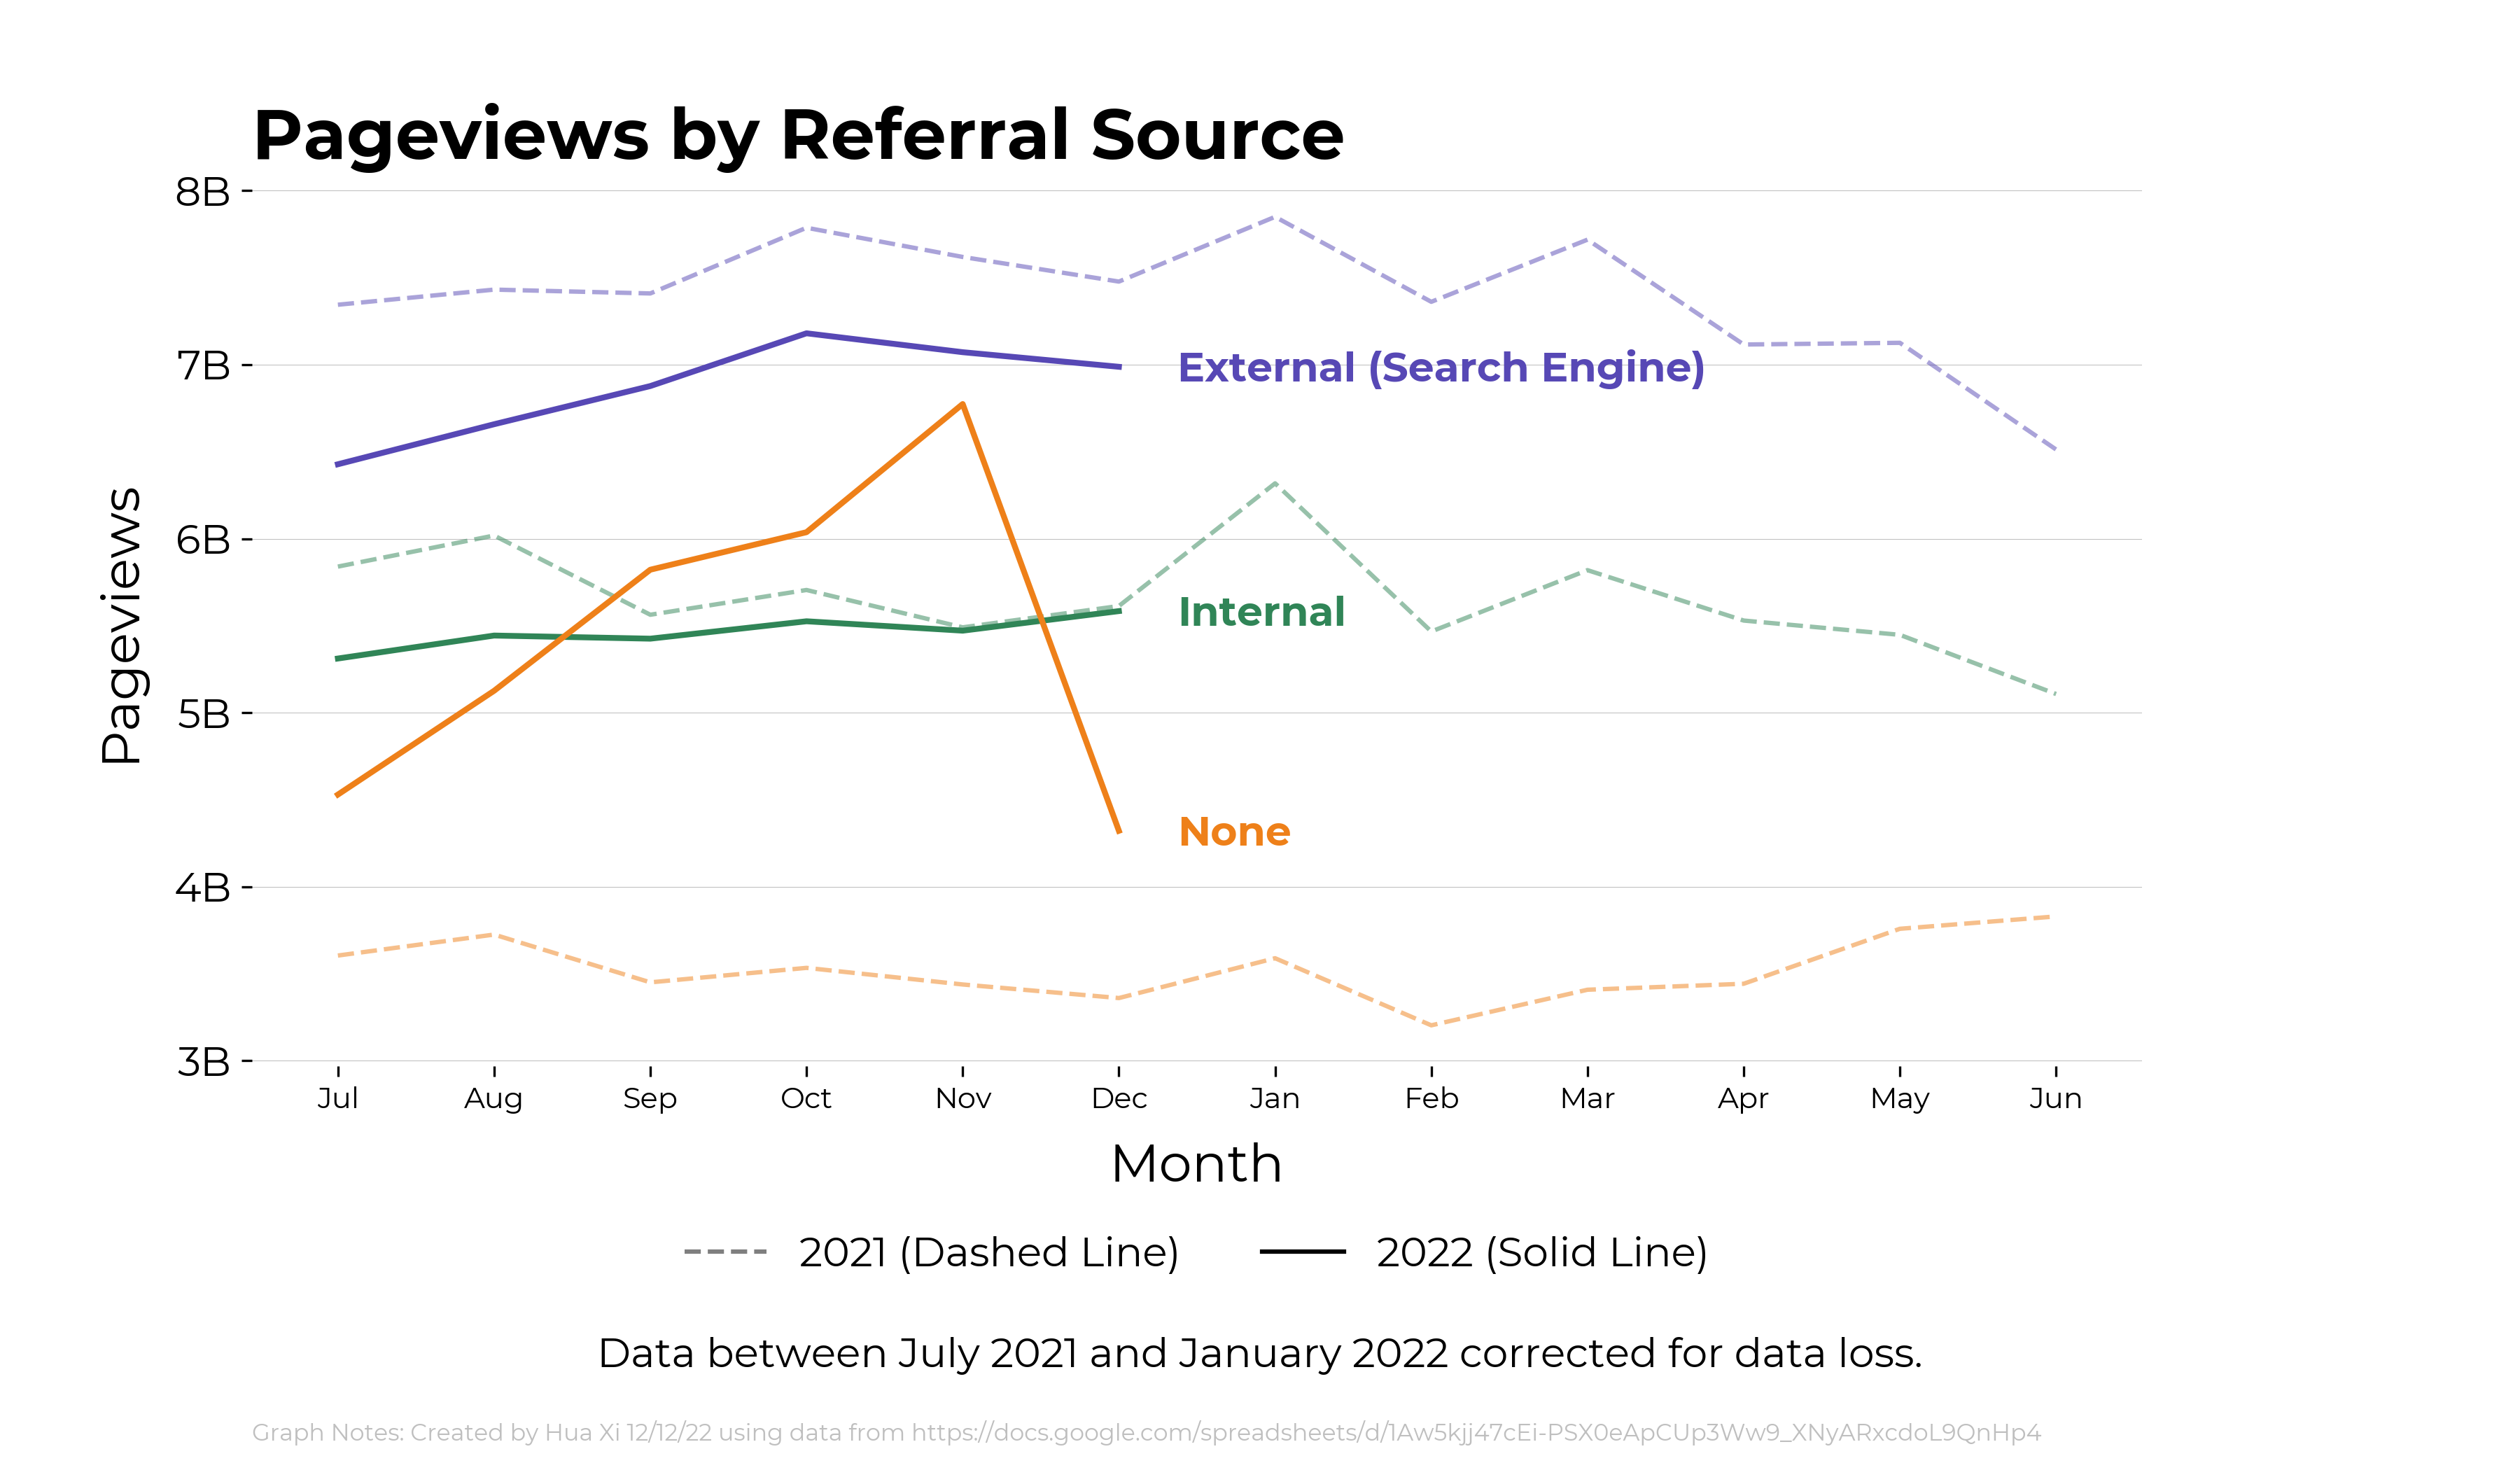 Pageviews by Referral Source
8B
7B
6B
5B
4B
3B
Pageviews
External (Search Engine)
Internal
None
Jul Aug Sep Oct Nov Dec Jan Feb Mar Apr May Jun
Month
2021 (Dashed Line) 2022 (Solid Line)
Data between July 2021 and January 2022 corrected for data loss.
Graph Notes: Created by Hua Xi 12/12/22 using data from https://docs.google.com/spreadsheets/d/1Aw5kjj47cEi-PSX0eApCUp3Ww9_XNyARxcdoL9QnHp4